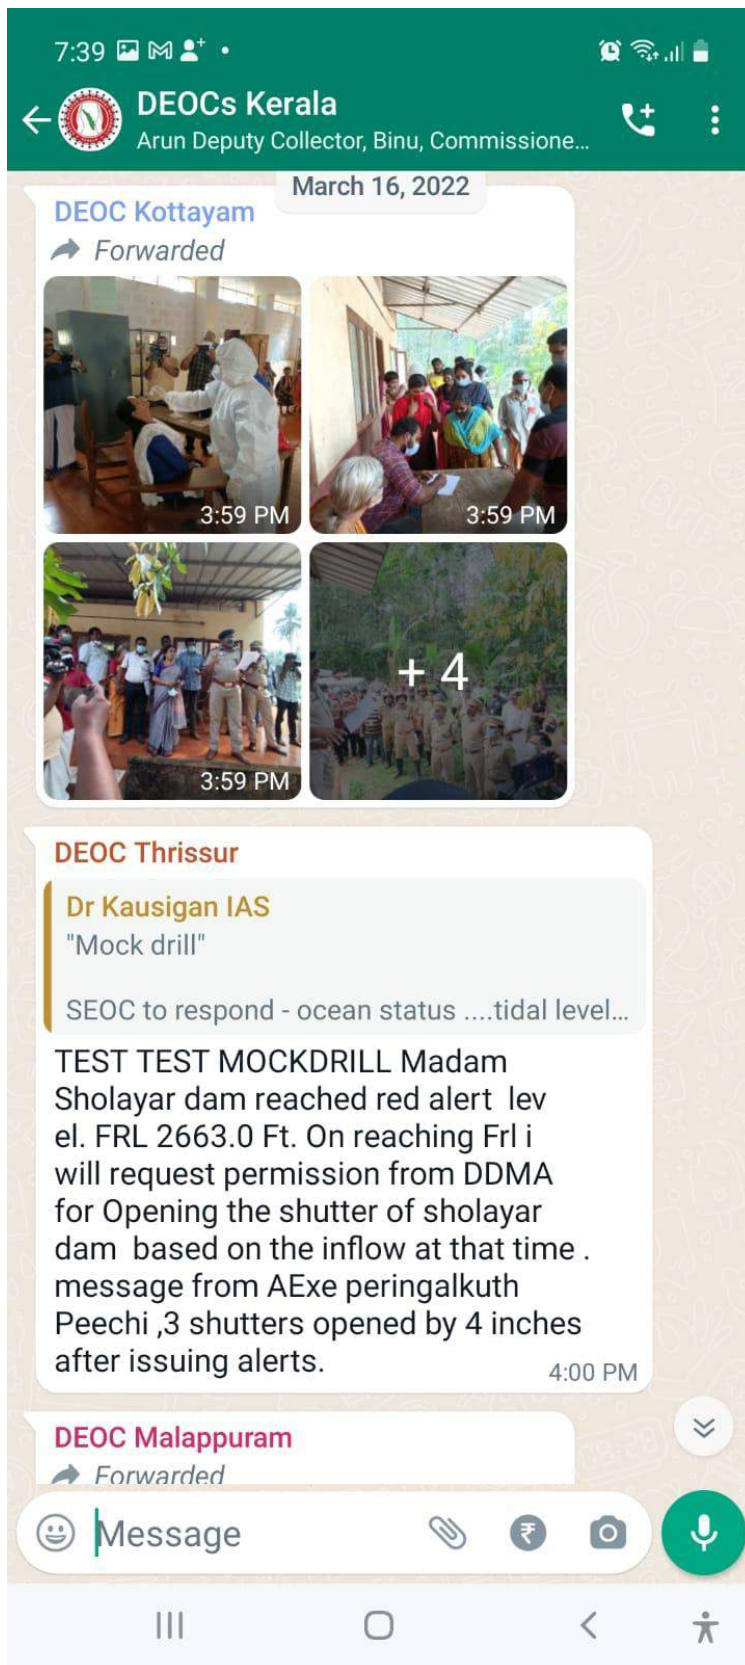 7:39
DEOCs Kerala
Arun Deputy Collector, Binu, Commissione...
March 16, 2022
DEOC Kottayam
Forwarded
3:59 PM
3:59 PM
3:59 PM
+ 4
DEOC Thrissur
Dr Kausigan IAS
"Mock drill"
SEOC to respond - ocean status ....tidal level...
TEST TEST MOCKDRILL Madam
Sholayar dam reached red alert  lev
el. FRL 2663.0 Ft. On reaching Frl i
will request permission from DDMA
for Opening the shutter of sholayar
dam  based on the inflow at that time .
message from AExe peringalkuth
Peechi ,3 shutters opened by 4 inches
after issuing alerts.
4:00 PM
DEOC Malappuram
Forwarded
Message